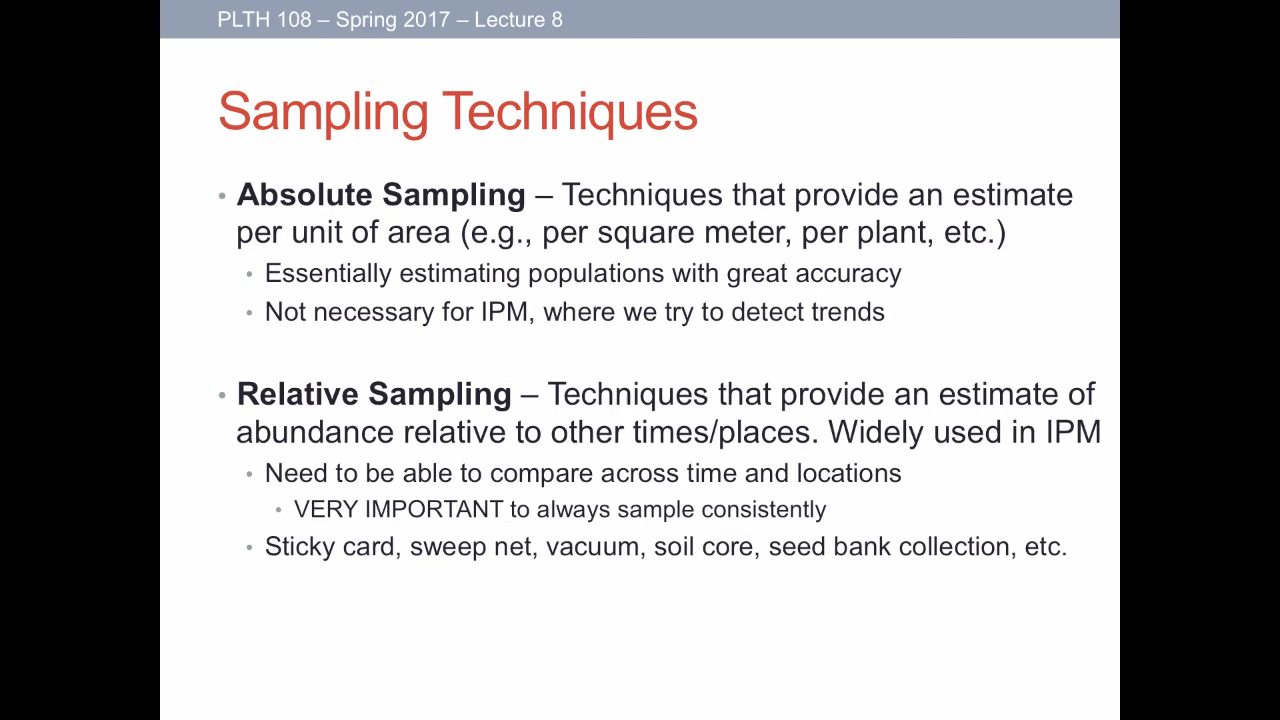 PLTH 108 – Spring 2017 – Lecture 8
Sampling Techniques
• Absolute Sampling – Techniques that provide an estimate
per unit of area (e.g., per square meter, per plant, etc.)
• Essentially estimating populations with great accuracy
• Not necessary for IPM, where we try to detect trends
• Relative Sampling – Techniques that provide an estimate of
abundance relative to other times/places. Widely used in IPM
• Need to be able to compare across time and locations
• VERY IMPORTANT to always sample consistently
• Sticky card, sweep net, vacuum, soil core, seed bank collection, etc.